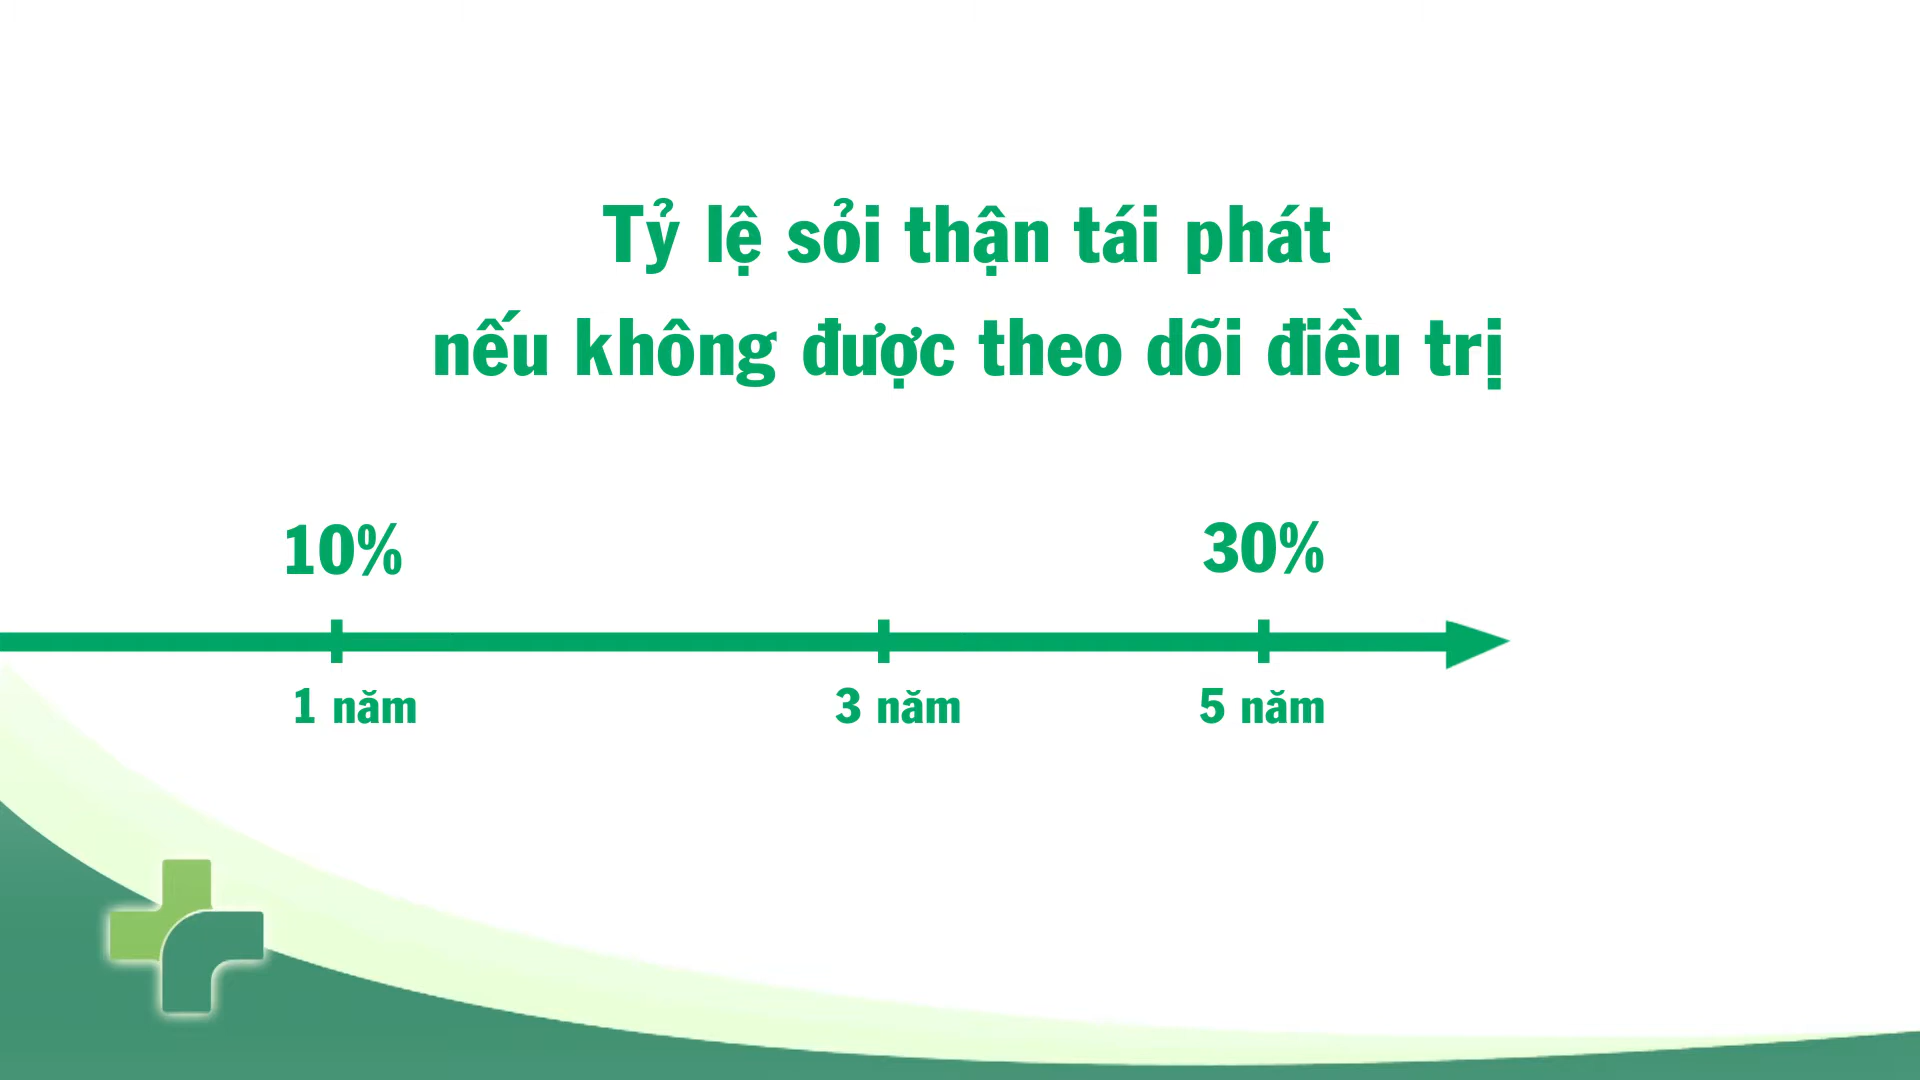 Tỷ lệ sỏi thận tái phát
nếu không được theo dõi điều trị
10%
30%
1 năm
3 năm
5 năm